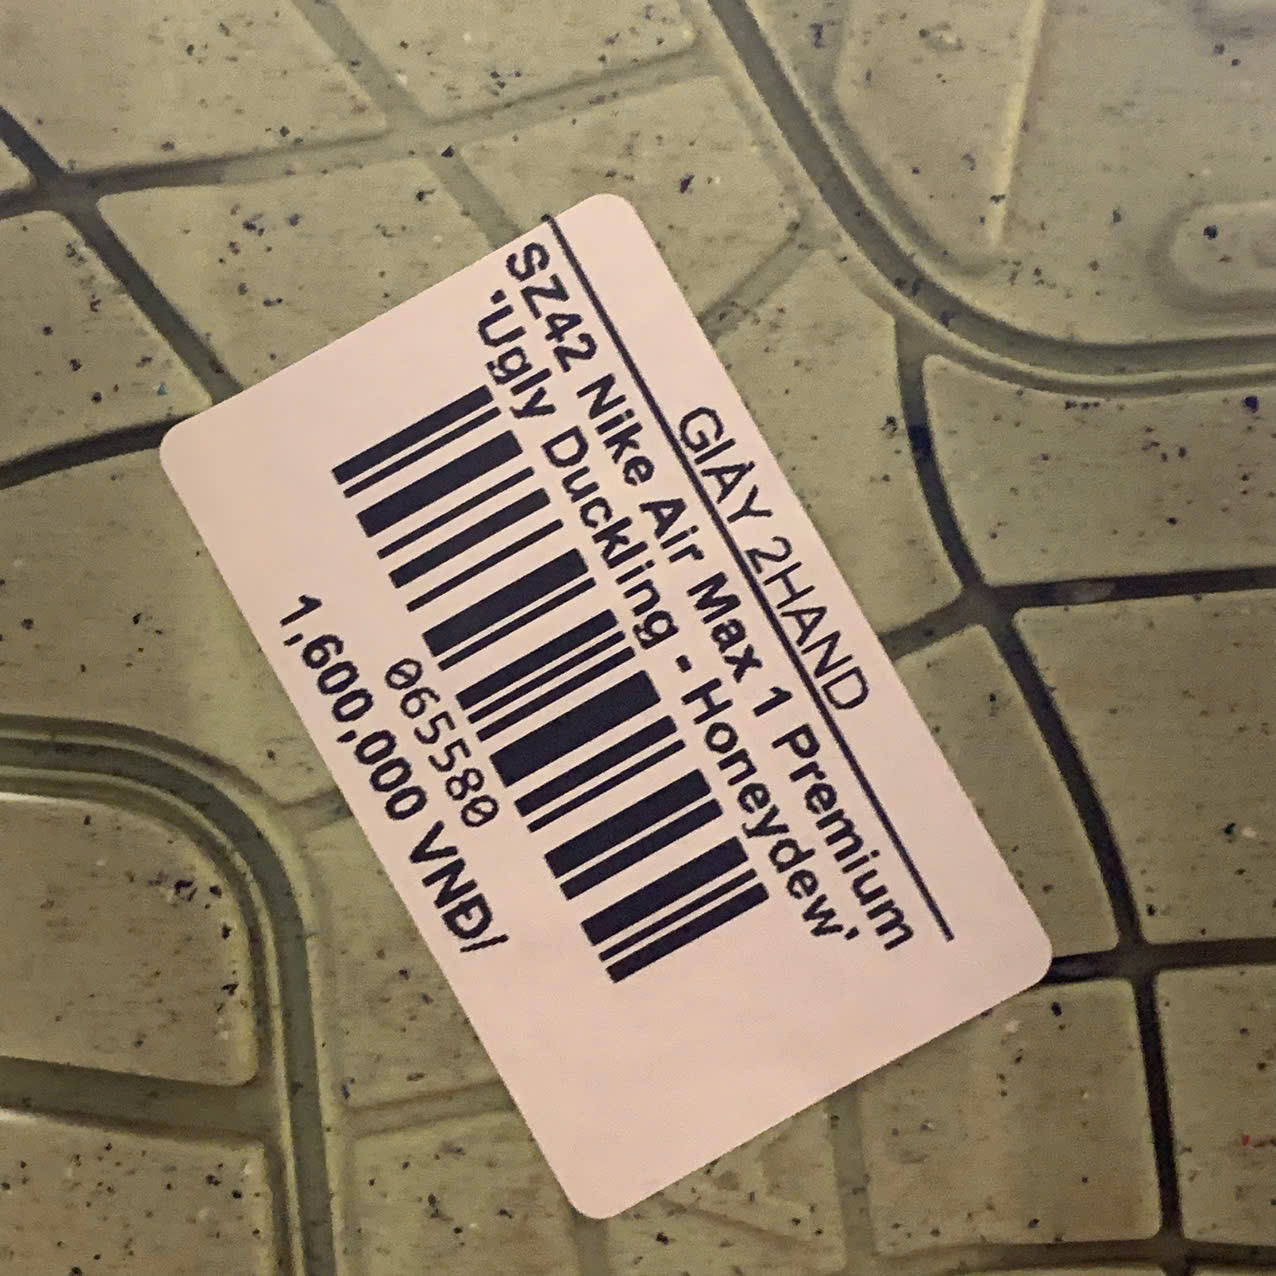 GIÀY 2HAND
SZ42 Nike Air Max 1 Premium
'Ugly Duckling - Honeydew'
065580
1,600,000 VNĐ/